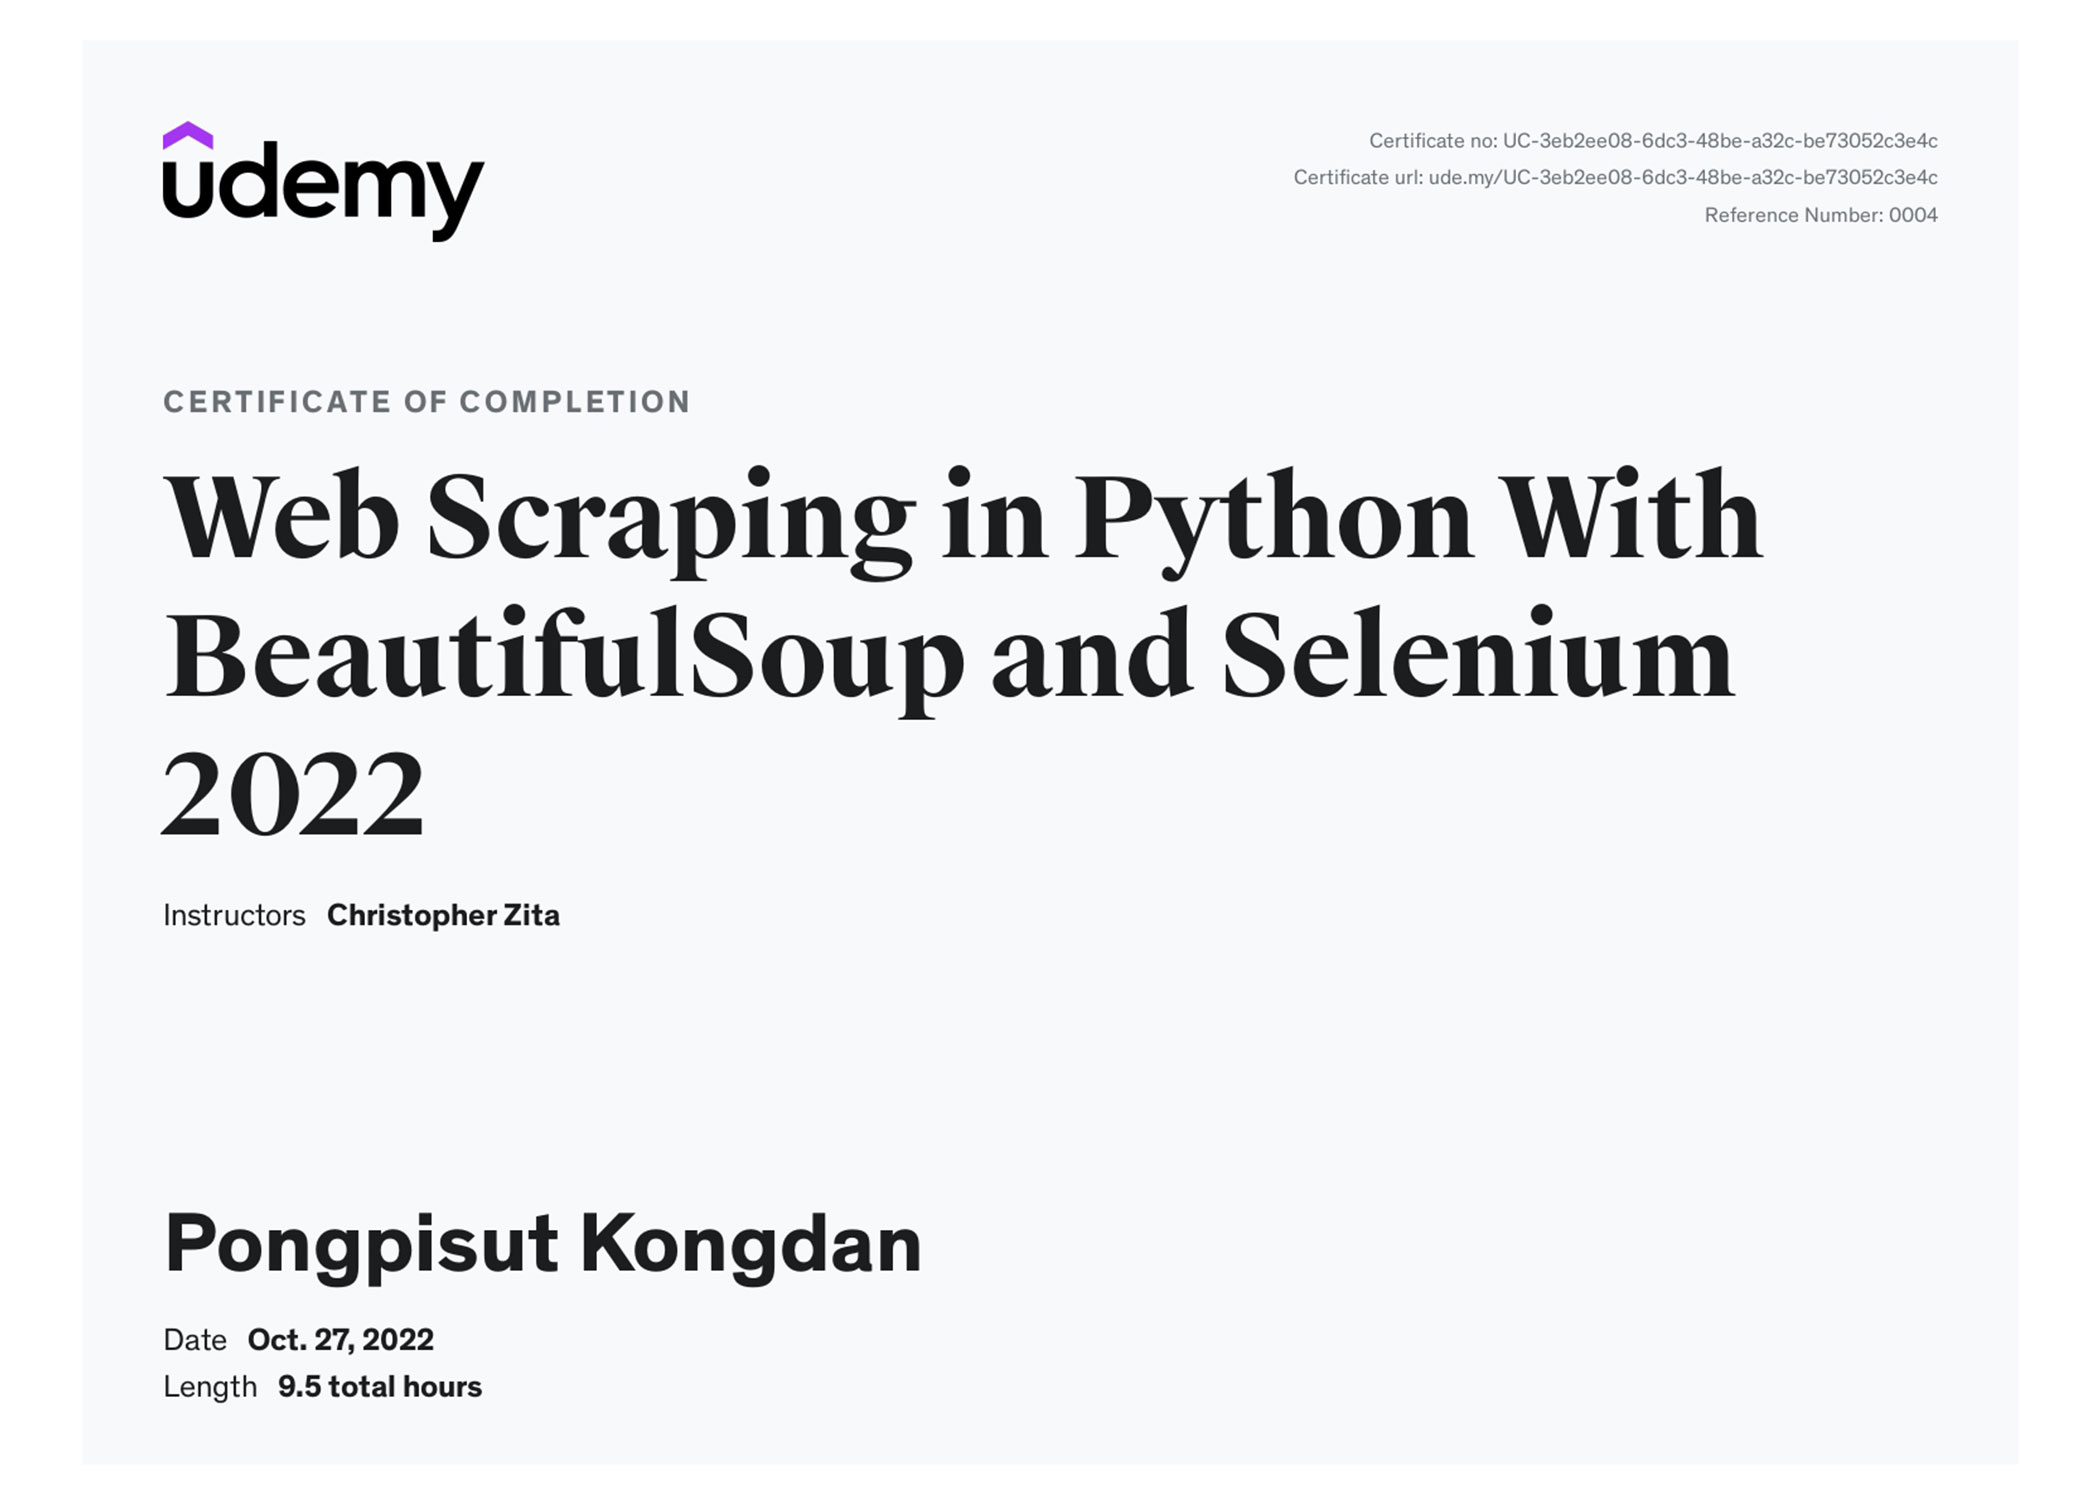 udemy
Certificate no: UC-3eb2ee08-6dc3-48be-a32c-be73052c3e4c
Certificate url: ude.my/UC-3eb2ee08-6dc3-48be-a32c-be73052c3e4c
Reference Number: 0004
CERTIFICATE OF COMPLETION
Web Scraping in Python With
BeautifulSoup and Selenium
2022
Instructors Christopher Zita
Pongpisut Kongdan
Date Oct. 27, 2022
Length 9.5 total hours